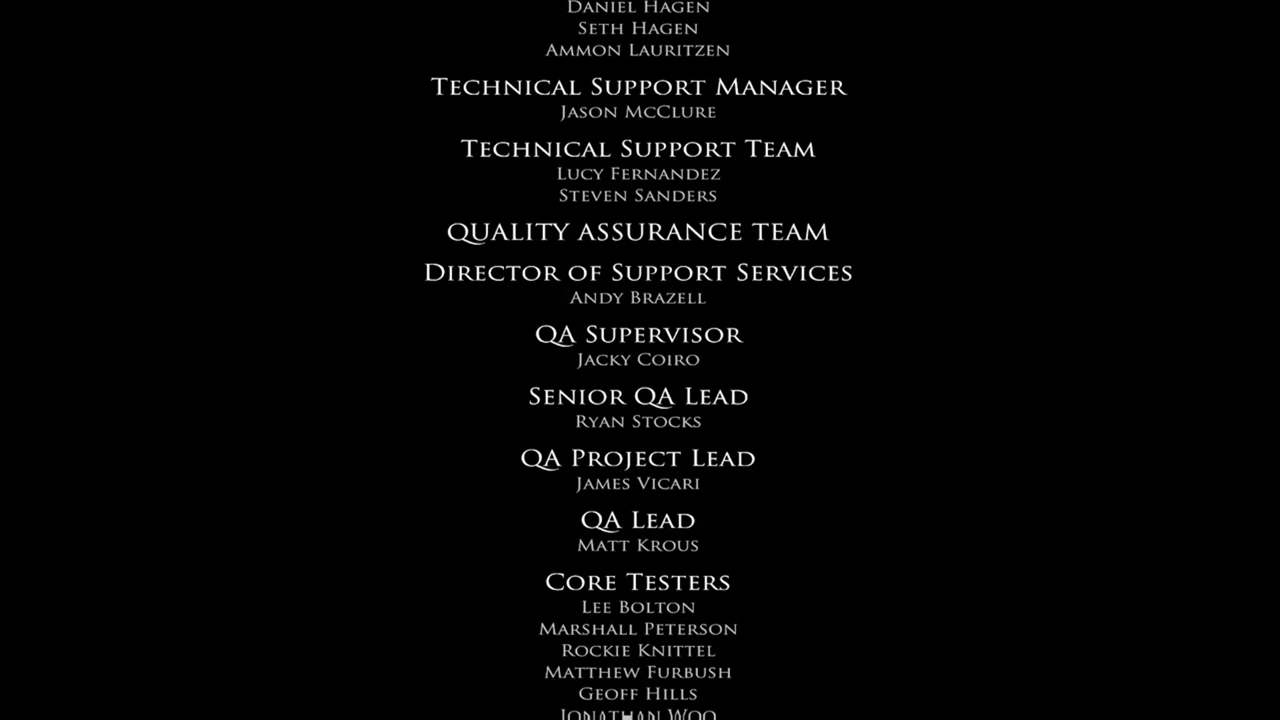 Daniel Hagen
Seth Hagen
Ammon Lauritzen
Technical Support Manager
Jason McClure
Technical Support Team
Lucy Fernandez
Steven Sanders
QUALITY ASSURANCE TEAM
Director of Support Services
Andy Brazell
QA Supervisor
Jacky Coiro
Senior QA Lead
Ryan Stocks
QA Project Lead
James Vicari
QA Lead
Matt Krous
Core Testers
Lee Bolton
Marshall Peterson
Rockie Knittel
Matthew Furbush
Geoff Hills
Jonathan Woo